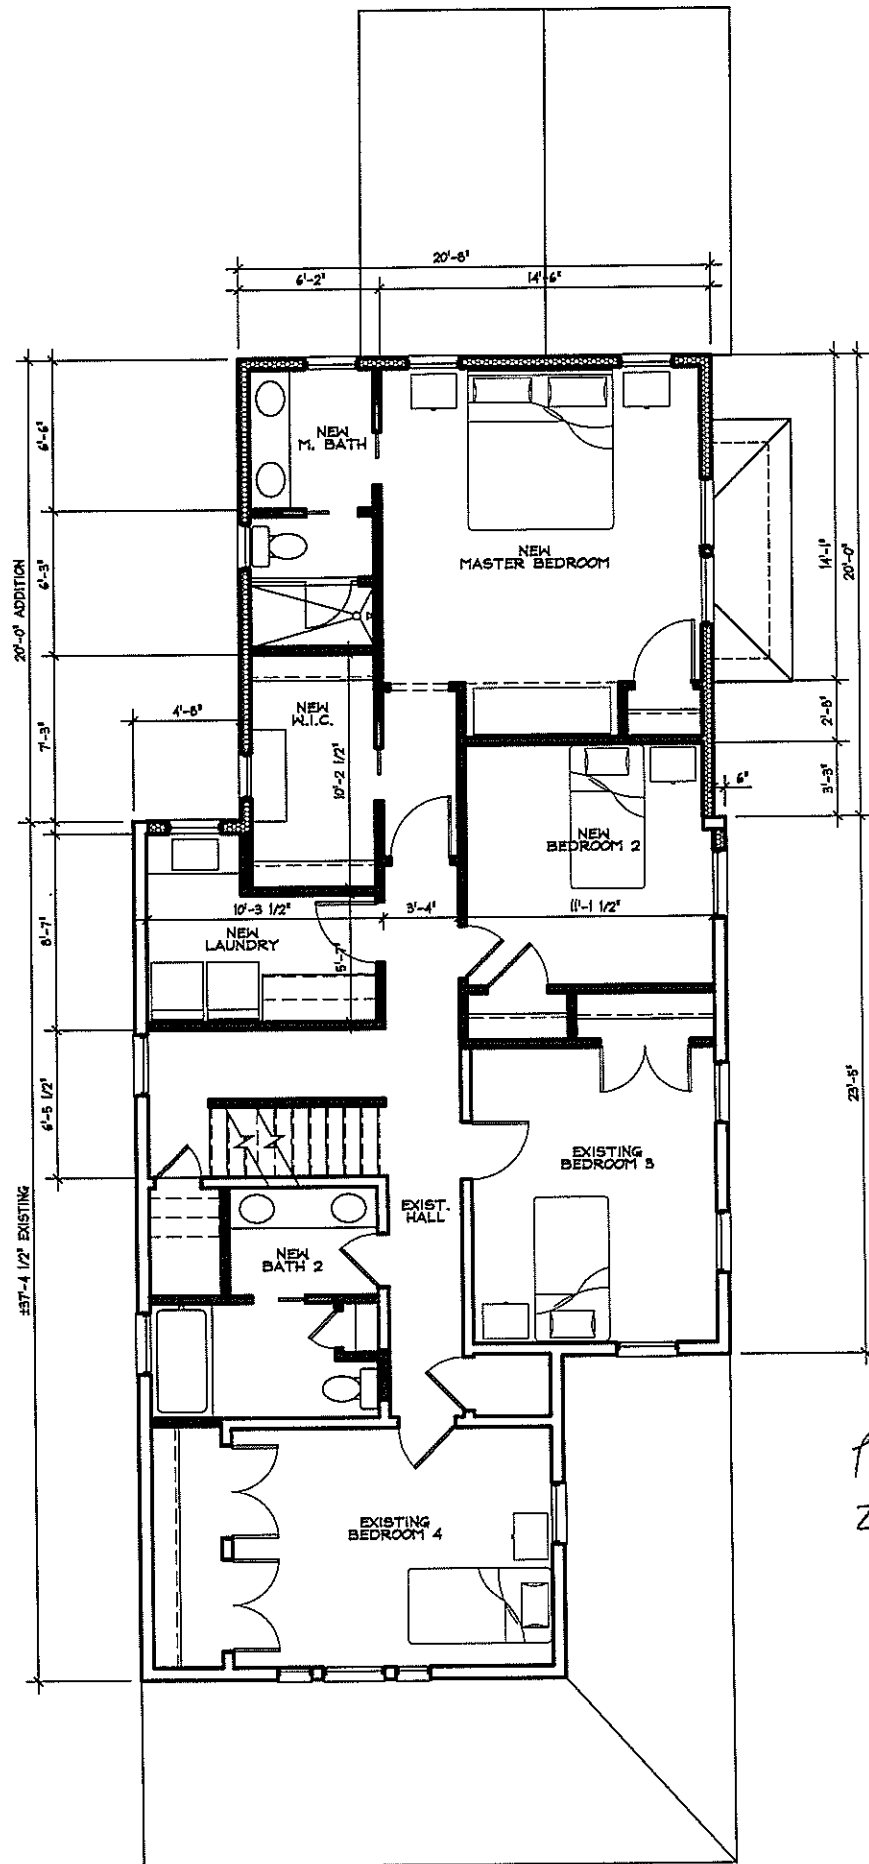 20'-8"
6'-2"
14'-6"
6'-6"
NEW
M. BATH
NEW
MASTER BEDROOM
14'-1"
20'-0"
6'-3"
20'-0" ADDITION
4'-8"
NEW
W.I.C.
7'-3"
10'-2 1/2"
2'-8"
3'-3"
6"
NEW
BEDROOM 2
10'-3 1/2"
3'-4"
11'-1 1/2"
NEW
LAUNDRY
5'-7"
8'-7"
6'-5 1/2"
23'-5"
EXISTING
BEDROOM 3
EXIST.
HALL
NEW
BATH 2
±37'-4 1/2" EXISTING
EXISTING
BEDROOM 4